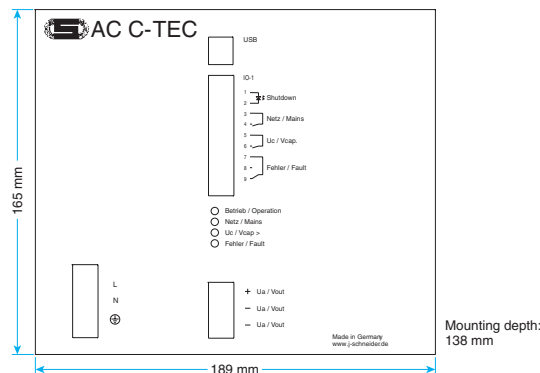 AC C-TEC
USB
IO-1
1
2
Shutdown
3
4
Netz / Mains
5
6
Uc / Vcap.
7
8
9
Fehler / Fault
Betrieb / Operation
Netz / Mains
Uc / Vcap >
Fehler / Fault
L
N
+ Ua / Vout
– Ua / Vout
– Ua / Vout
Made in Germany
www.j-schneider.de
165 mm
189 mm
Mounting depth:
138 mm